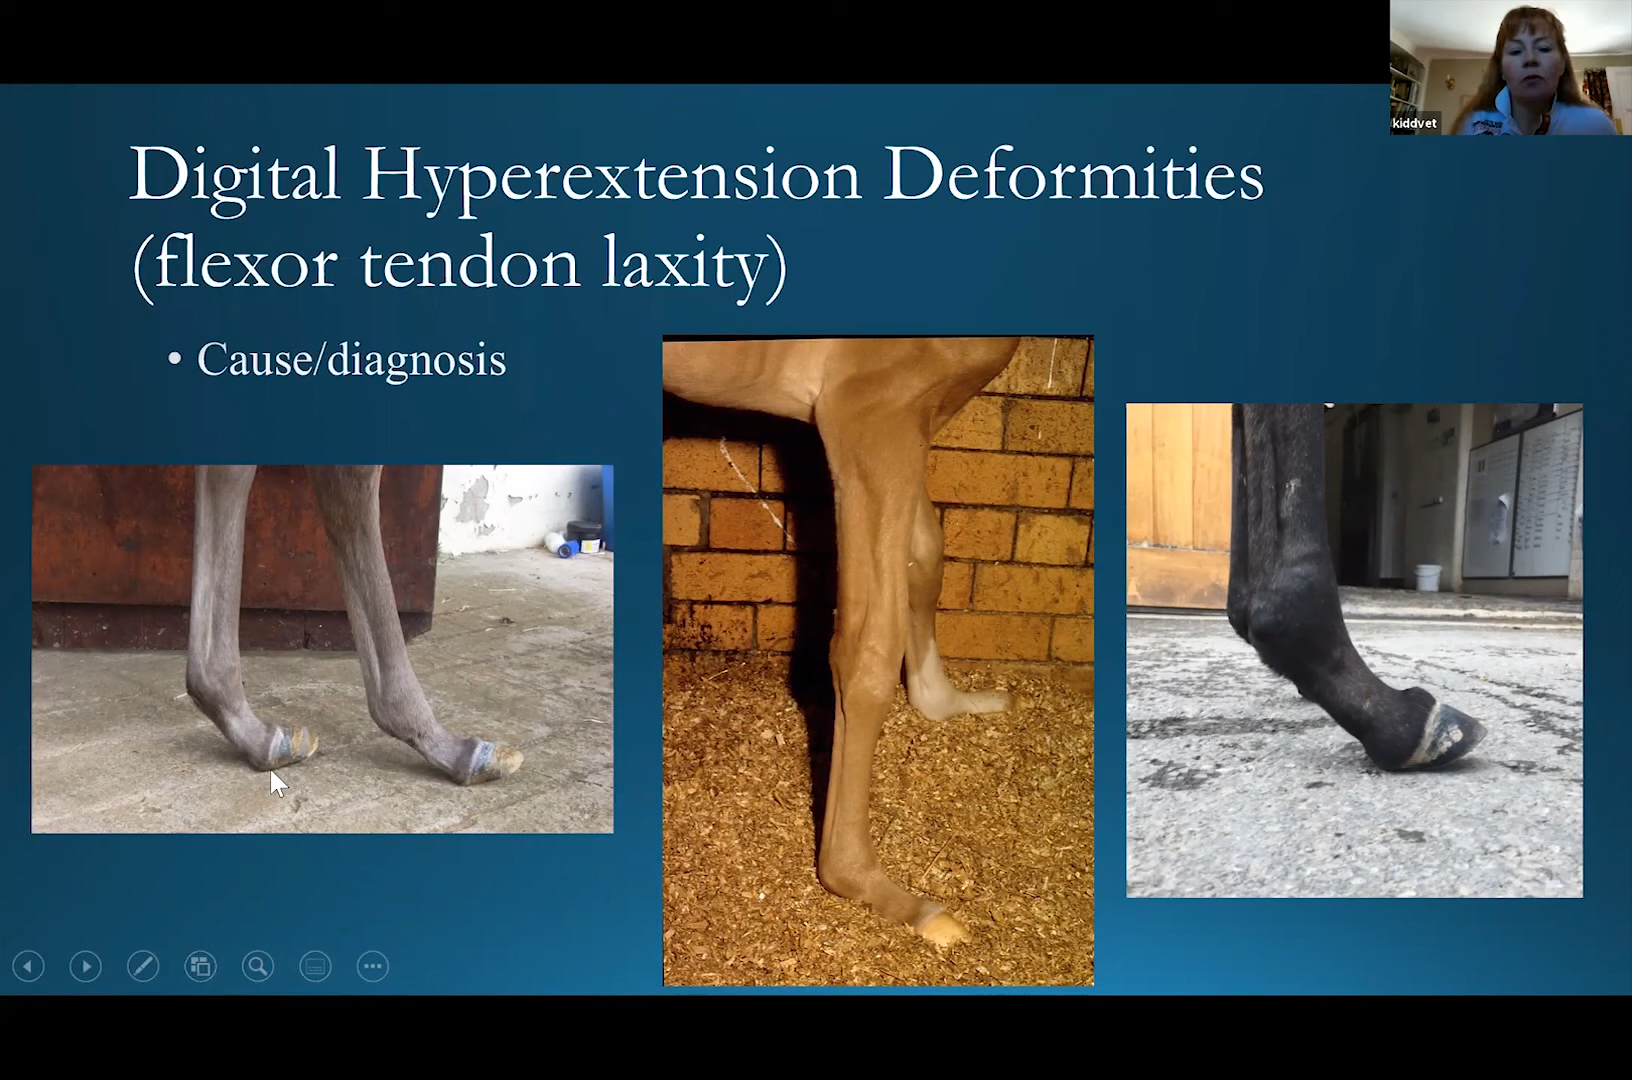 kiddvet
Digital Hyperextension Deformities
(flexor tendon laxity)
• Cause/diagnosis